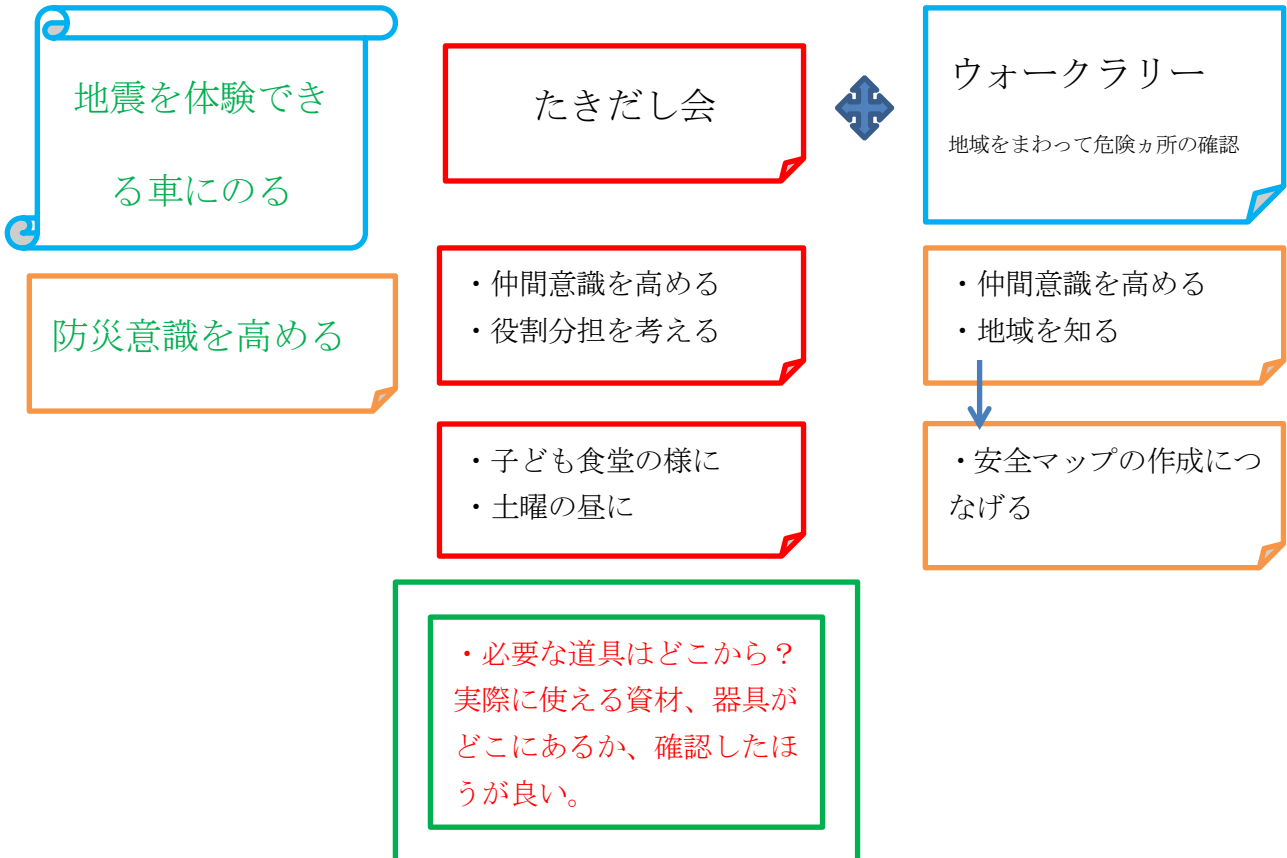 地震を体験でき
る車にのる
たきだし会
ウォークラリー
地域をまわって危険ヵ所の確認
防災意識を高める
・仲間意識を高める
・役割分担を考える
・仲間意識を高める
・地域を知る
・子ども食堂の様に
・土曜の昼に
・安全マップの作成につ
なげる
・必要な道具はどこから？
実際に使える資材、器具が
どこにあるか、確認したほ
うが良い。